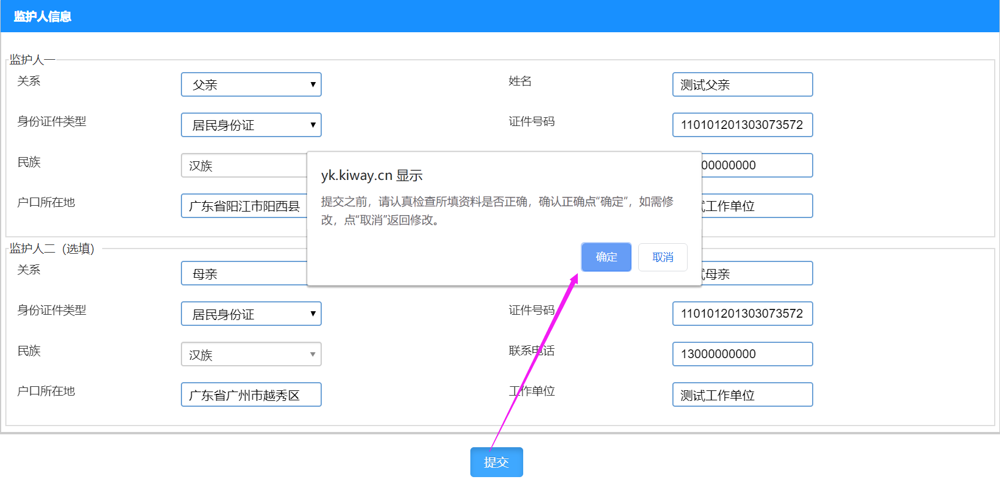 监护人信息
监护人一
关系 父亲 姓名 测试父亲
身份证件类型 居民身份证 证件号码 110101201303073572
民族 汉族 00000000
户口所在地 广东省阳江市阳西县 工作单位
yk.kiway.cn 显示
提交之前，请认真检查所填资料是否正确，确认正确点“确定”，如需修
改，点“取消”返回修改。
确定 取消
监护人二（选填）
关系 母亲 母亲
身份证件类型 居民身份证 证件号码 110101201303073572
民族 汉族 联系电话 13000000000
户口所在地 广东省广州市越秀区 工作单位 测试工作单位
提交